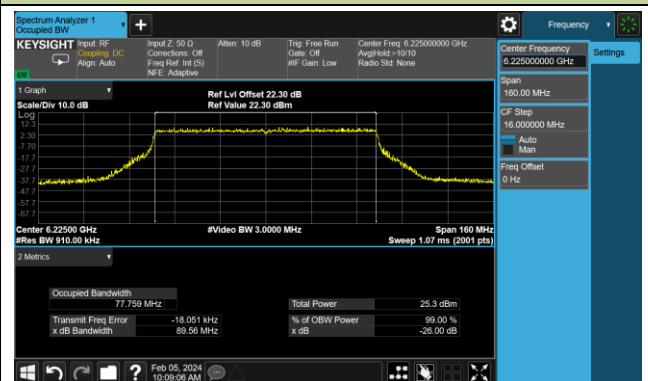 Spectrum Analyzer 1
Occupied BW
+
Frequency
KEYSIGHT
Input: RF
Coupling: DC
Align: Auto
Input Z: 50 Ω
Corrections: Off
Freq Ref: Int (S)
NFE: Adaptive
Atten: 10 dB
Trig: Free Run
Gate: Off
#IF Gain: Low
Center Freq: 6.225000000 GHz
Avg|Hold:>10/10
Radio Std: None
Center Frequency
6.225000000 GHz
Settings
Span
160.00 MHz
CF Step
16.000000 MHz
Auto
Man
Freq Offset
0 Hz
1 Graph
Scale/Div 10.0 dB
Ref Lvl Offset 22.30 dB
Ref Value 22.30 dBm
Log
12.3
2.30
-7.70
-17.7
-27.7
-37.7
-47.7
-57.7
-67.7
Center 6.22500 GHz
#Res BW 910.00 kHz
#Video BW 3.0000 MHz
Span 160 MHz
Sweep 1.07 ms (2001 pts)
2 Metrics
Occupied Bandwidth
77.759 MHz
Transmit Freq Error -18.051 kHz
x dB Bandwidth 89.56 MHz
Total Power 25.3 dBm
% of OBW Power 99.00 %
x dB -26.00 dB
?
Feb 05, 2024
10:09:06 AM